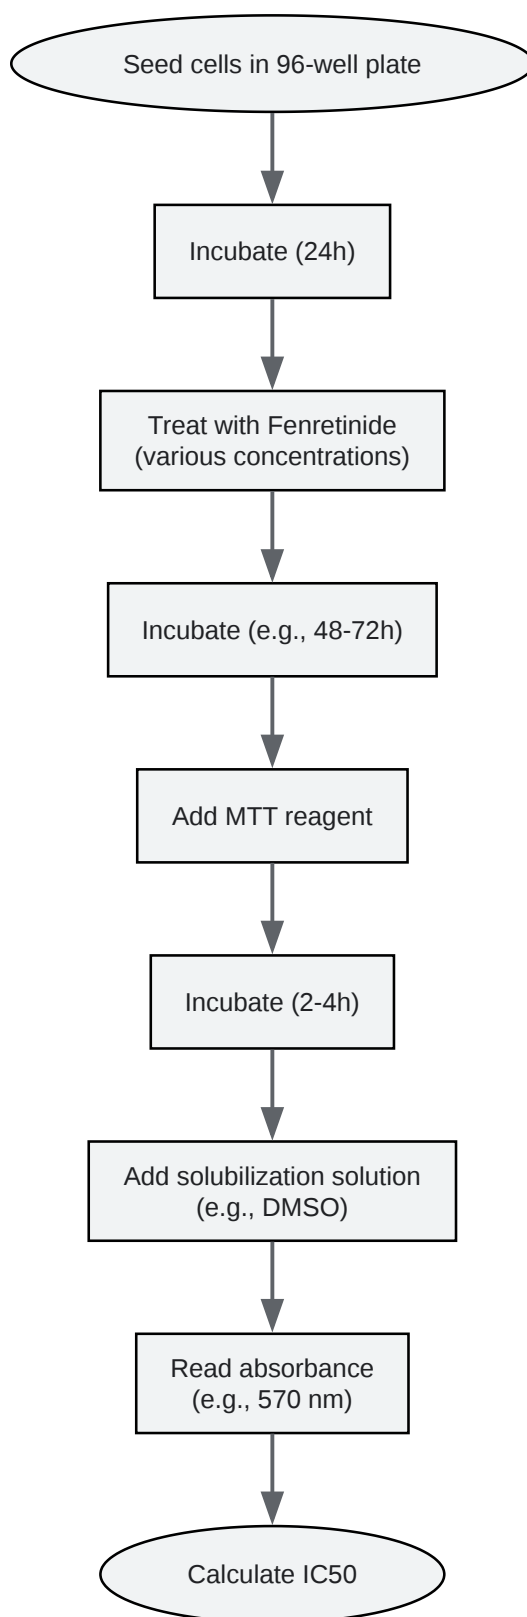 Seed cells in 96-well plate
Incubate (24h)
Treat with Fenretinide
(various concentrations)
Incubate (e.g., 48-72h)
Add MTT reagent
Incubate (2-4h)
Add solubilization solution
(e.g., DMSO)
Read absorbance
(e.g., 570 nm)
Calculate IC50